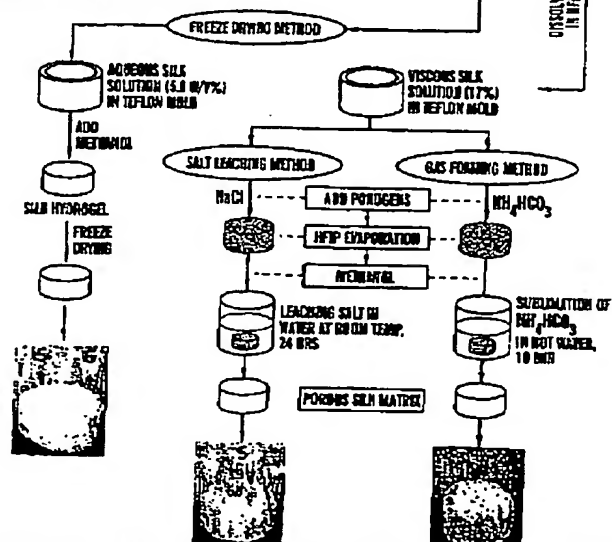 FREEZE DRYING METHOD
DISSOLV
IN HF
AQUEOUS SILK
SOLUTION (5.0 W/V%)
IN TEFLON MOLD
ADD
METHANOL
SILK HYDROGEL
FREEZE
DRYING
VISCOUS SILK
SOLUTION (17%)
IN TEFLON MOLD
SALT LEACHING METHOD
GAS FOAMING METHOD
NaCl
ADD POROGENS
NH4HCO3
HFIP EVAPORATION
METHANOL
LEACHING SALT IN
WATER AT ROOM TEMP,
24 HRS
SUBLIMATION OF
NH4HCO3
IN HOT WATER,
10 MIN
POROUS SILK MATRIX